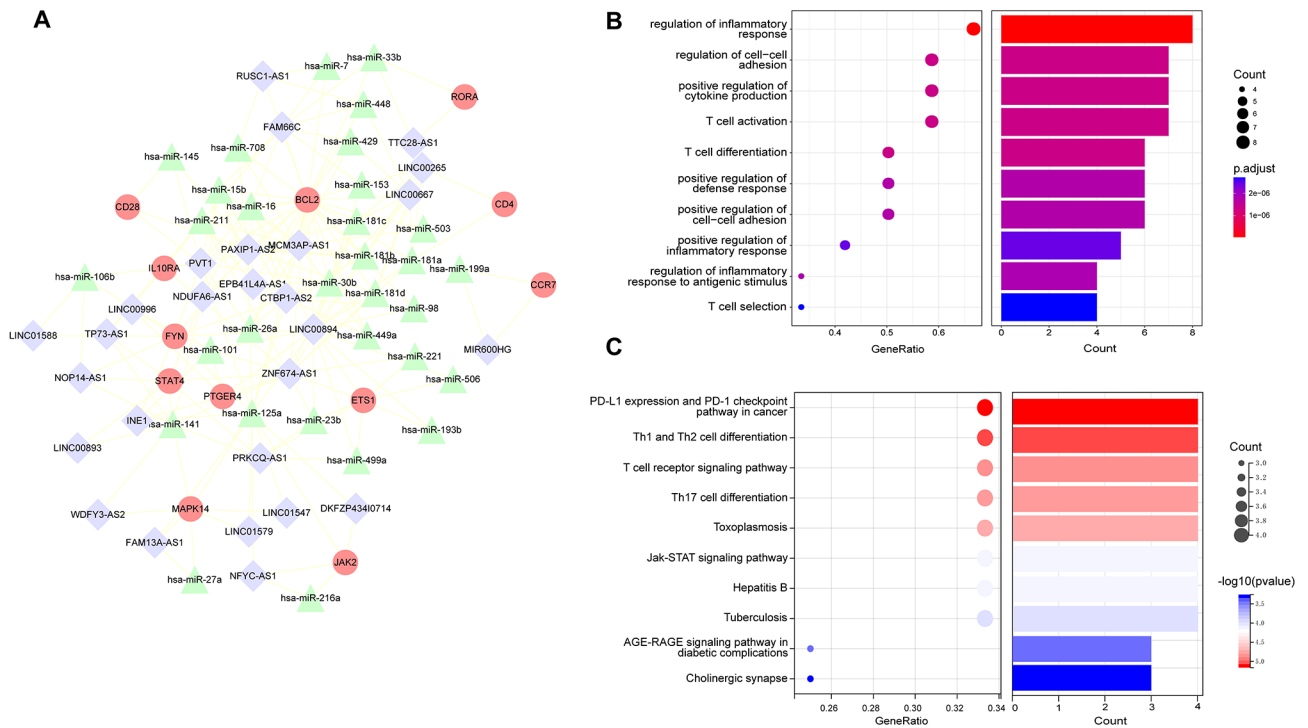 A
hsa-miR-33b
hsa-miR-7
RUSC1-AS1
RORA
hsa-miR-448
FAM66C
TTC28-AS1
hsa-miR-429
hsa-miR-708
hsa-miR-145
LINC00265
hsa-miR-153
hsa-miR-15b
LINC00667
BCL2
CD4
CD28
hsa-miR-16
hsa-miR-211
hsa-miR-181c
hsa-miR-503
MCM3AP-AS1
PAXIP1-AS2
hsa-miR-181b
PVT1
hsa-miR-181a
IL10RA
hsa-miR-199a
hsa-miR-106b
EPB41L4A-AS1
hsa-miR-30b
CCR7
NDUFA6-AS1
CTBP1-AS2
hsa-miR-181d
LINC00996
hsa-miR-98
hsa-miR-26a
LINC00894
LINC01588
TP73-AS1
FYN
hsa-miR-449a
MIR600HG
hsa-miR-101
hsa-miR-221
ZNF674-AS1
NOP14-AS1
STAT4
hsa-miR-506
PTGER4
ETS1
hsa-miR-125a
INE1
hsa-miR-141
hsa-miR-23b
hsa-miR-193b
LINC00893
PRKCQ-AS1
hsa-miR-499a
MAPK14
LINC01547
DKFZP434I0714
WDFY3-AS2
LINC01579
FAM13A-AS1
JAK2
NFYC-AS1
hsa-miR-27a
hsa-miR-216a
B
regulation of inflammatory
response
regulation of cell-cell
adhesion
positive regulation of
cytokine production
T cell activation
T cell differentiation
positive regulation of
defense response
positive regulation of
cell-cell adhesion
positive regulation of
inflammatory response
regulation of inflammatory
response to antigenic stimulus
T cell selection
0.4 0.5 0.6
GeneRatio
0 2 4 6 8
Count
Count
4
5
6
7
8
p.adjust
2e-06
1e-06
C
PD-L1 expression and PD-1 checkpoint
pathway in cancer
Th1 and Th2 cell differentiation
T cell receptor signaling pathway
Th17 cell differentiation
Toxoplasmosis
Jak-STAT signaling pathway
Hepatitis B
Tuberculosis
AGE-RAGE signaling pathway in
diabetic complications
Cholinergic synapse
0.26 0.28 0.30 0.32 0.34
GeneRatio
0 1 2 3 4
Count
Count
3.0
3.2
3.4
3.6
3.8
4.0
-log10(pvalue)
3.5
4.0
4.5
5.0